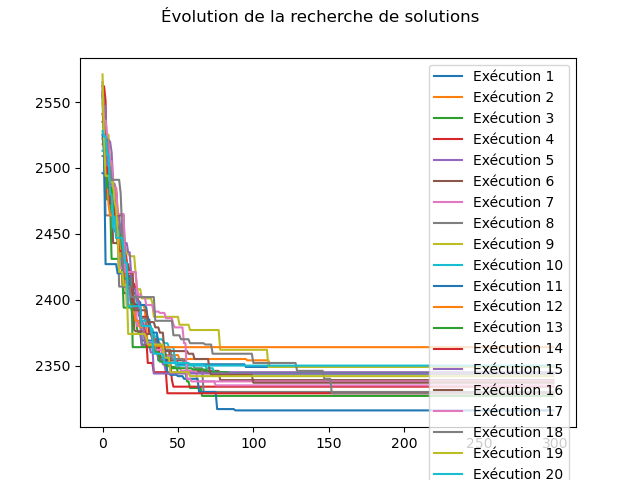 Évolution de la recherche de solutions
2550
2500
2450
2400
2350
0 50 100 150 200 250 300
Exécution 1
Exécution 2
Exécution 3
Exécution 4
Exécution 5
Exécution 6
Exécution 7
Exécution 8
Exécution 9
Exécution 10
Exécution 11
Exécution 12
Exécution 13
Exécution 14
Exécution 15
Exécution 16
Exécution 17
Exécution 18
Exécution 19
Exécution 20